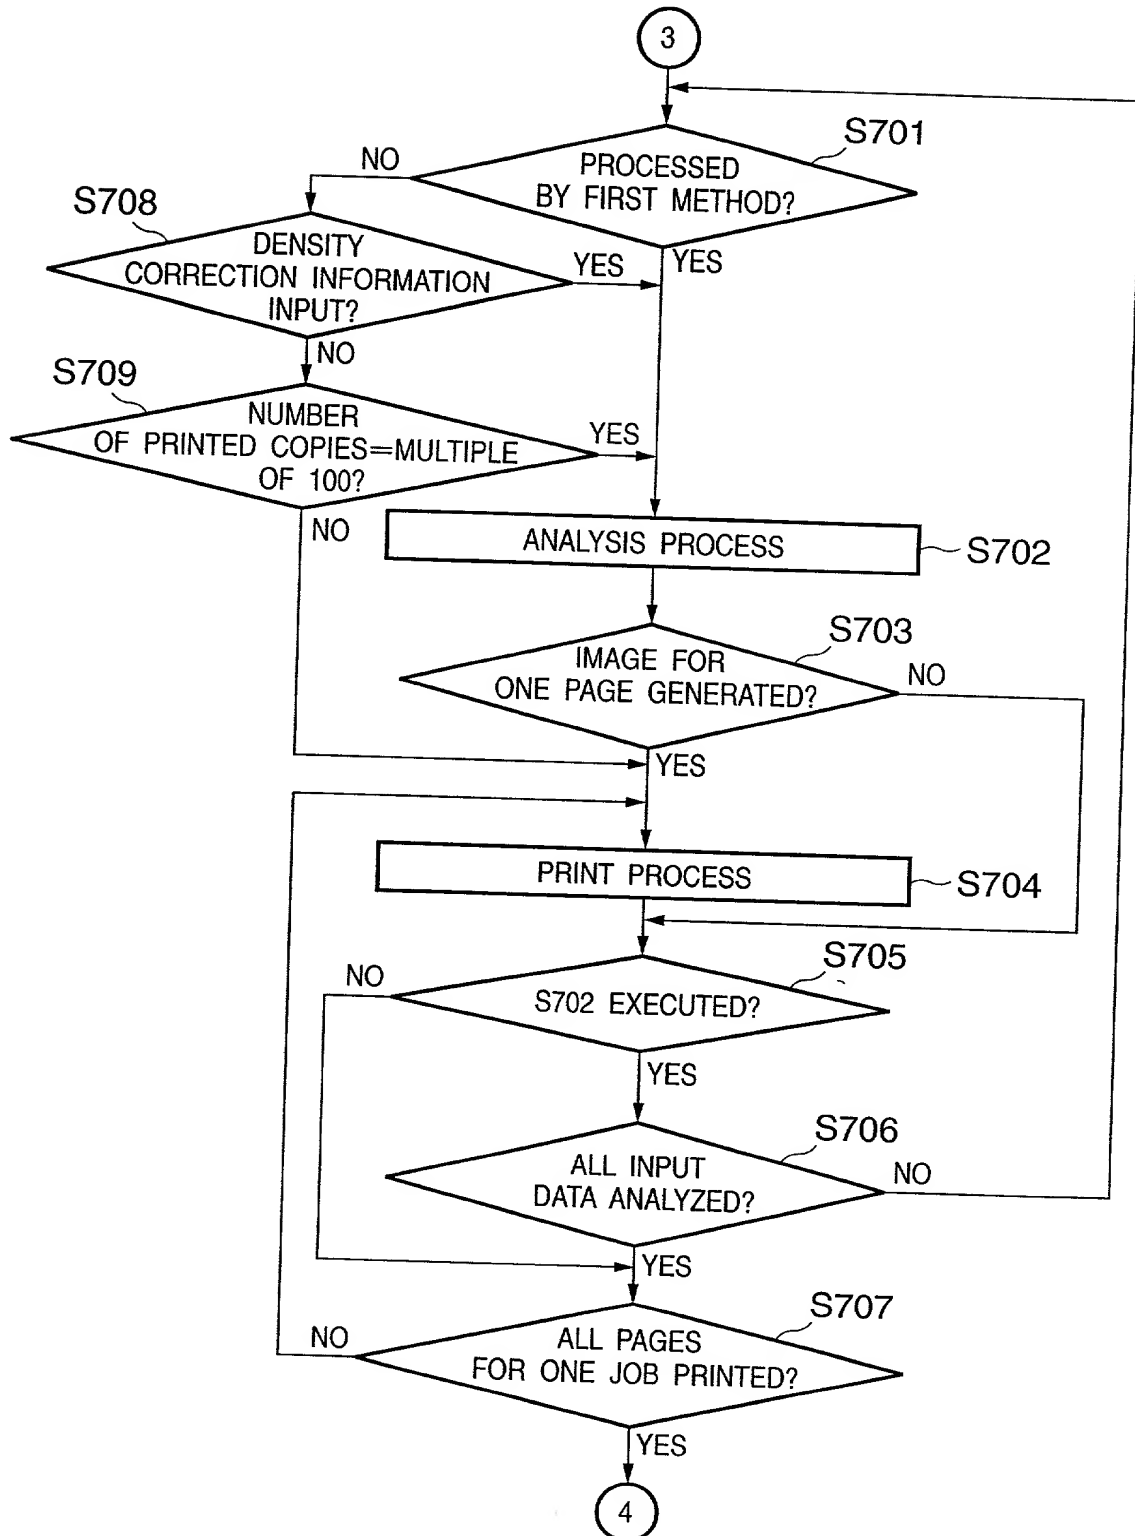 3
S701
PROCESSED
BY FIRST METHOD?
NO
YES
S708
DENSITY
CORRECTION INFORMATION
INPUT?
YES
NO
S709
NUMBER
OF PRINTED COPIES=MULTIPLE
OF 100?
YES
NO
ANALYSIS PROCESS
S702
S703
IMAGE FOR
ONE PAGE GENERATED?
NO
YES
PRINT PROCESS
S704
S705
S702 EXECUTED?
NO
YES
S706
ALL INPUT
DATA ANALYZED?
NO
YES
S707
ALL PAGES
FOR ONE JOB PRINTED?
NO
YES
4